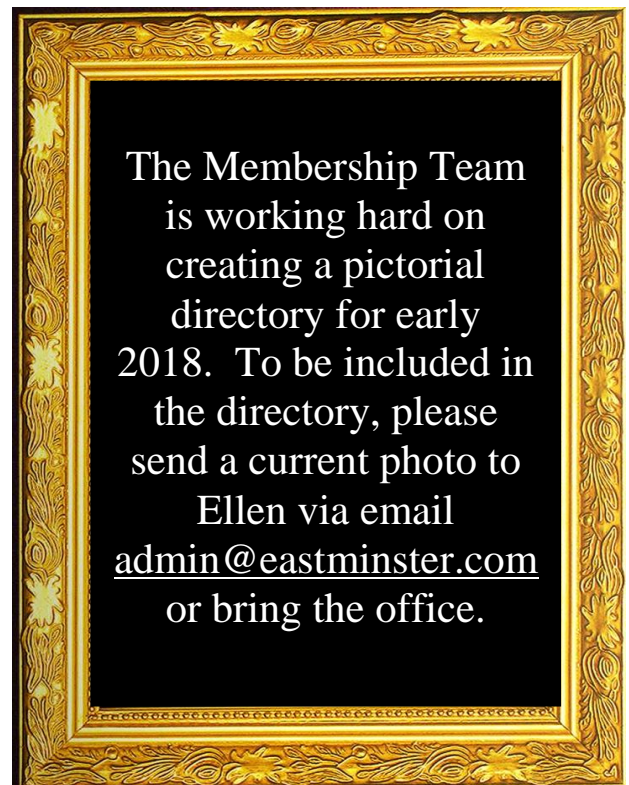 The Membership Team
is working hard on
creating a pictorial
directory for early
2018.  To be included in
the directory, please
send a current photo to
Ellen via email
admin@eastminster.com
or bring the office.